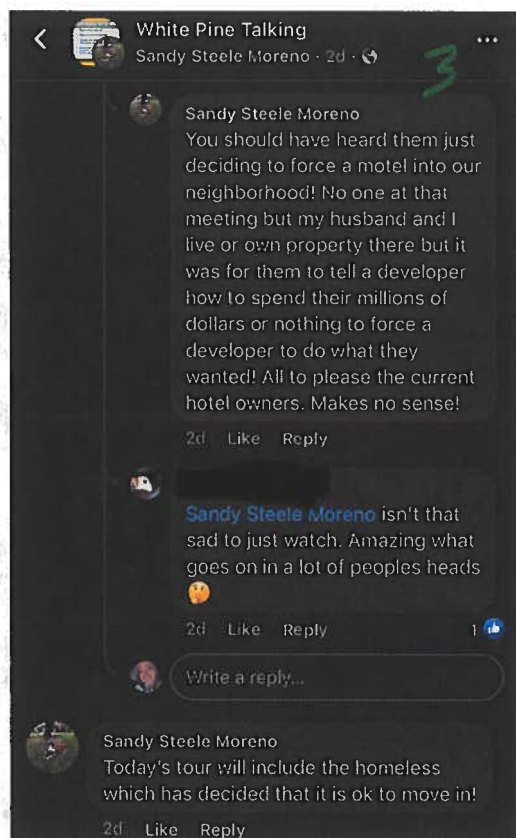 White Pine Talking
Sandy Steele Moreno · 2d ·
3
Sandy Steele Moreno
You should have heard them just
deciding to force a motel into our
neighborhood! No one at that
meeting but my husband and I
live or own property there but it
was for them to tell a developer
how to spend their millions of
dollars or nothing to force a
developer to do what they
wanted! All to please the current
hotel owners. Makes no sense!
2d Like Reply
Sandy Steele Moreno isn't that
sad to just watch. Amazing what
goes on in a lot of peoples heads
🤔
2d Like Reply 1
Write a reply...
Sandy Steele Moreno
Today's tour will include the homeless
which has decided that it is ok to move in!
2d Like Reply